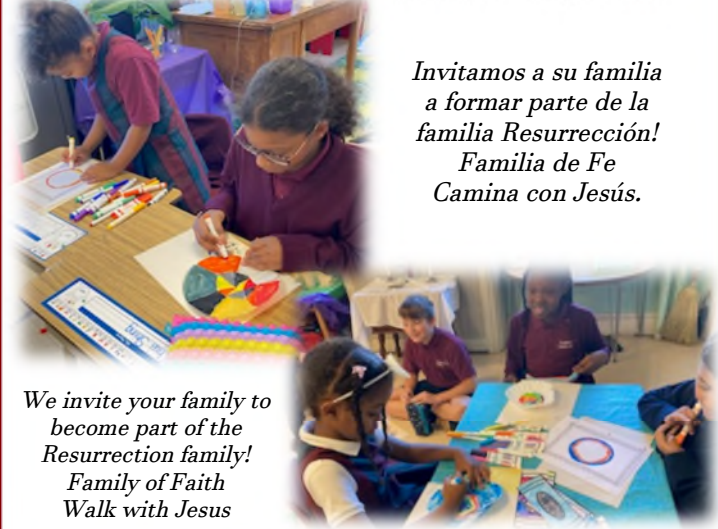 Invitamos a su familia
a formar parte de la
familia Resurrección!
Familia de Fe
Camina con Jesús.
We invite your family to
become part of the
Resurrection family!
Family of Faith
Walk with Jesus